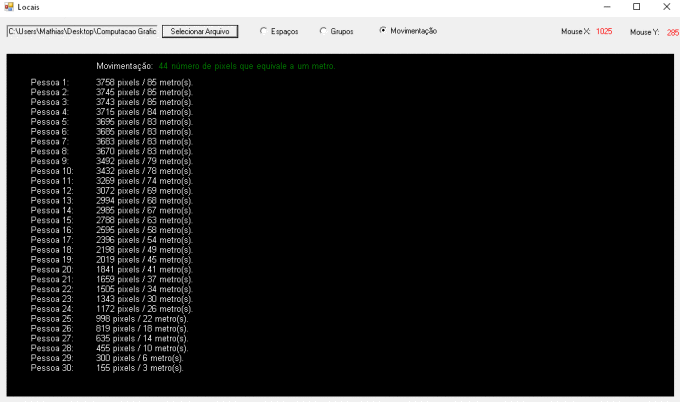 Locais
C:\Users\Mathias\Desktop\Computacao Grafic Selecionar Arquivo Espaços Grupos Movimentação Mouse X: 1025 Mouse Y: 285
Movimentação: 44 número de pixels que equivale a um metro.
Pessoa 1: 3758 pixels / 85 metro(s).
Pessoa 2: 3745 pixels / 85 metro(s).
Pessoa 3: 3743 pixels / 85 metro(s).
Pessoa 4: 3715 pixels / 84 metro(s).
Pessoa 5: 3695 pixels / 83 metro(s).
Pessoa 6: 3685 pixels / 83 metro(s).
Pessoa 7: 3683 pixels / 83 metro(s).
Pessoa 8: 3670 pixels / 83 metro(s).
Pessoa 9: 3492 pixels / 79 metro(s).
Pessoa 10: 3432 pixels / 78 metro(s).
Pessoa 11: 3269 pixels / 74 metro(s).
Pessoa 12: 3072 pixels / 69 metro(s).
Pessoa 13: 2994 pixels / 68 metro(s).
Pessoa 14: 2985 pixels / 67 metro(s).
Pessoa 15: 2788 pixels / 63 metro(s).
Pessoa 16: 2595 pixels / 58 metro(s).
Pessoa 17: 2396 pixels / 54 metro(s).
Pessoa 18: 2198 pixels / 49 metro(s).
Pessoa 19: 2019 pixels / 45 metro(s).
Pessoa 20: 1841 pixels / 41 metro(s).
Pessoa 21: 1659 pixels / 37 metro(s).
Pessoa 22: 1505 pixels / 34 metro(s).
Pessoa 23: 1343 pixels / 30 metro(s).
Pessoa 24: 1172 pixels / 26 metro(s).
Pessoa 25: 998 pixels / 22 metro(s).
Pessoa 26: 819 pixels / 18 metro(s).
Pessoa 27: 635 pixels / 14 metro(s).
Pessoa 28: 455 pixels / 10 metro(s).
Pessoa 29: 300 pixels / 6 metro(s).
Pessoa 30: 155 pixels / 3 metro(s).